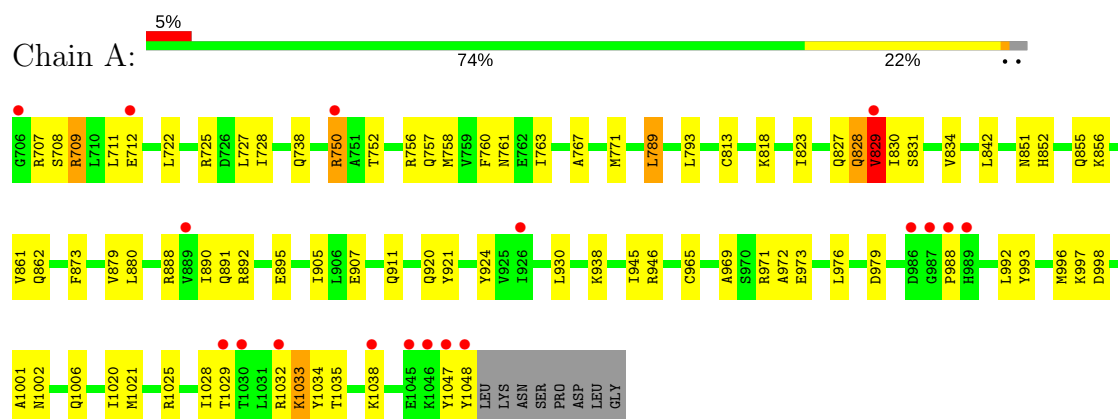 5%
Chain A:
74% 22% • •
G706 R707 S708 R709 L710 L711 E712 L722 R725 D726 L727 I728 Q738 R750 A751 T752 R756 Q757 M758 V759 F760 N761 E762 I763 A767 M771 L789 L793 C813 K818 I823 Q827 Q828 V829 I830 S831 V834 L842 N851 H852 Q855 K856
V861 Q862 F873 V879 L880 R888 V889 I890 Q891 R892 E895 I905 L906 E907 Q911 Q920 Y921 Y924 V925 I926 L930 K938 I945 R946 C965 A969 S970 R971 A972 E973 L976 D979 D986 G987 P988 H989 L992 Y993 M996 K997 D998
A1001 N1002 Q1006 I1020 M1021 R1025 I1028 T1029 T1030 L1031 R1032 K1033 Y1034 T1035 K1038 E1045 K1046 Y1047 Y1048 LEU LYS ASN SER PRO ASP LEU GLY